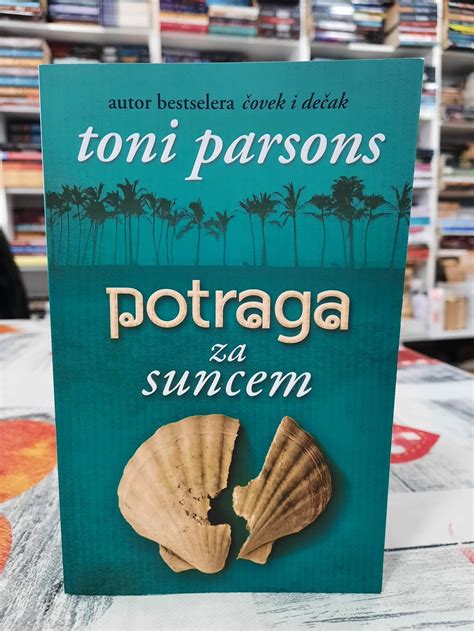 autor bestselera čovek i dečak
toni parsons
potraga
za
suncem